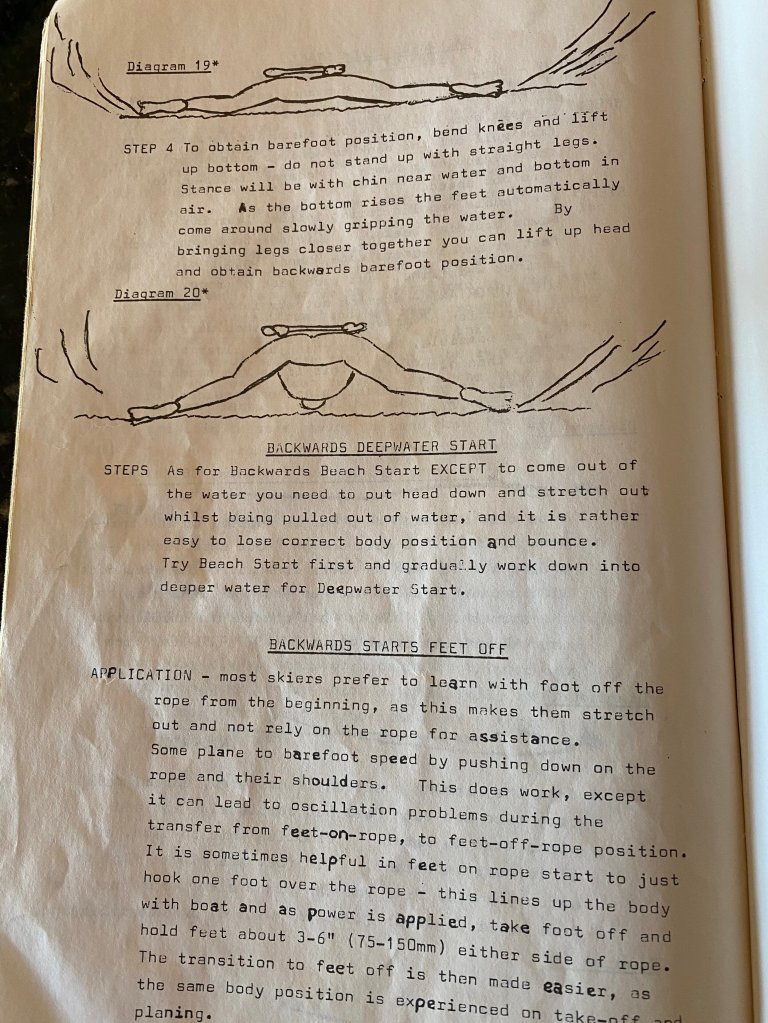 Diagram 19*
STEP 4 To obtain barefoot position, bend knees and lift
up bottom - do not stand up with straight legs.
Stance will be with chin near water and bottom in
air. As the bottom rises the feet automatically
come around slowly gripping the water. By
bringing legs closer together you can lift up head
and obtain backwards barefoot position.
Diagram 20*
BACKWARDS DEEPWATER START
STEPS As for Backwards Beach Start EXCEPT to come out of
the water you need to put head down and stretch out
whilst being pulled out of water, and it is rather
easy to lose correct body position and bounce.
Try Beach Start first and gradually work down into
deeper water for Deepwater Start.
BACKWARDS STARTS FEET OFF
APPLICATION - most skiers prefer to learn with foot off the
rope from the beginning, as this makes them stretch
out and not rely on the rope for assistance.
Some plane to barefoot speed by pushing down on the
rope and their shoulders. This does work, except
it can lead to oscillation problems during the
transfer from feet-on-rope, to feet-off-rope position.
It is sometimes helpful in feet on rope start to just
hook one foot over the rope - this lines up the body
with boat and as power is applied, take foot off and
hold feet about 3-6" (75-150mm) either side of rope.
The transition to feet off is then made easier, as
the same body position is experienced on take-off and
planing.